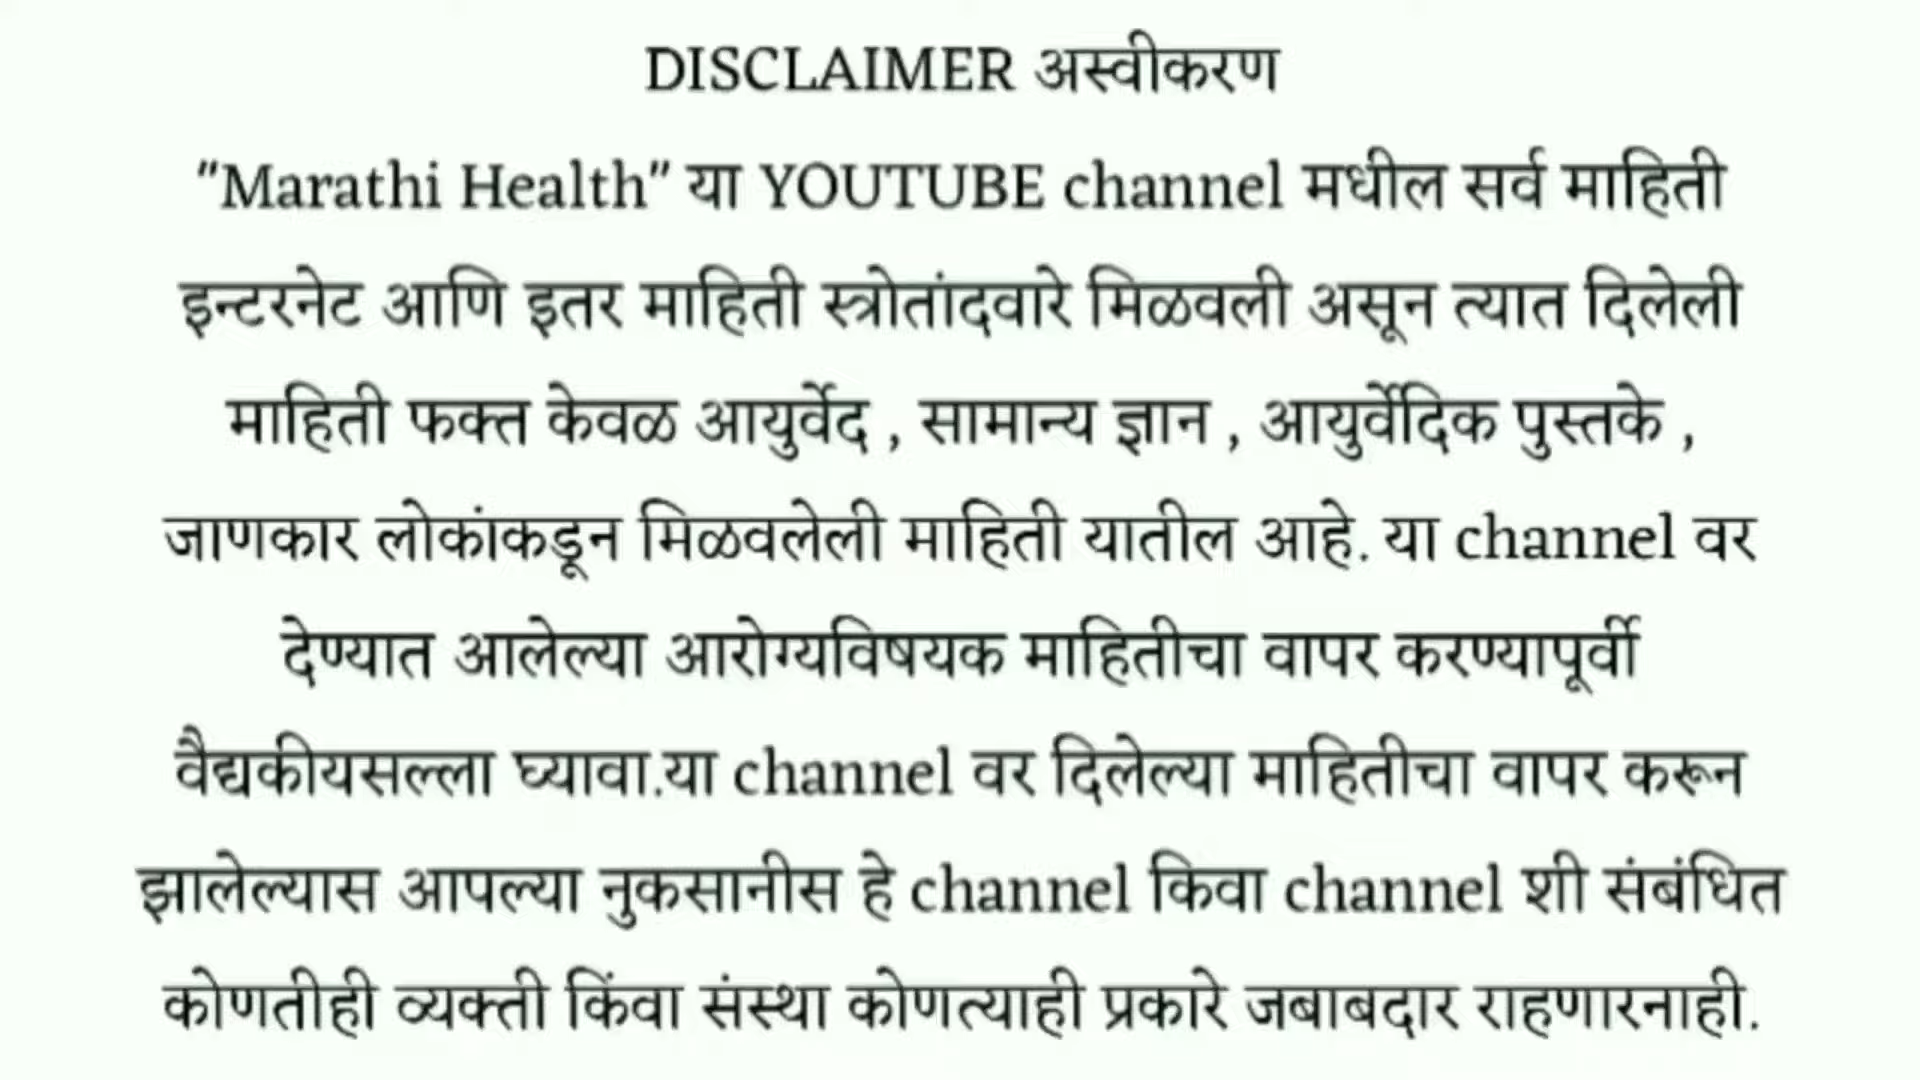 DISCLAIMER अस्वीकरण
"Marathi Health" या YOUTUBE channel मधील सर्व माहिती
इन्टरनेट आणि इतर माहिती स्त्रोतांदवारे मिळवली असून त्यात दिलेली
माहिती फक्त केवळ आयुर्वेद , सामान्य ज्ञान , आयुर्वेदिक पुस्तके ,
जाणकार लोकांकडून मिळवलेली माहिती यातील आहे. या channel वर
देण्यात आलेल्या आरोग्यविषयक माहितीचा वापर करण्यापूर्वी
वैद्यकीयसल्ला घ्यावा.या channel वर दिलेल्या माहितीचा वापर करून
झालेल्यास आपल्या नुकसानीस हे channel किवा channel शी संबंधित
कोणतीही व्यक्ती किंवा संस्था कोणत्याही प्रकारे जबाबदार राहणारनाही.